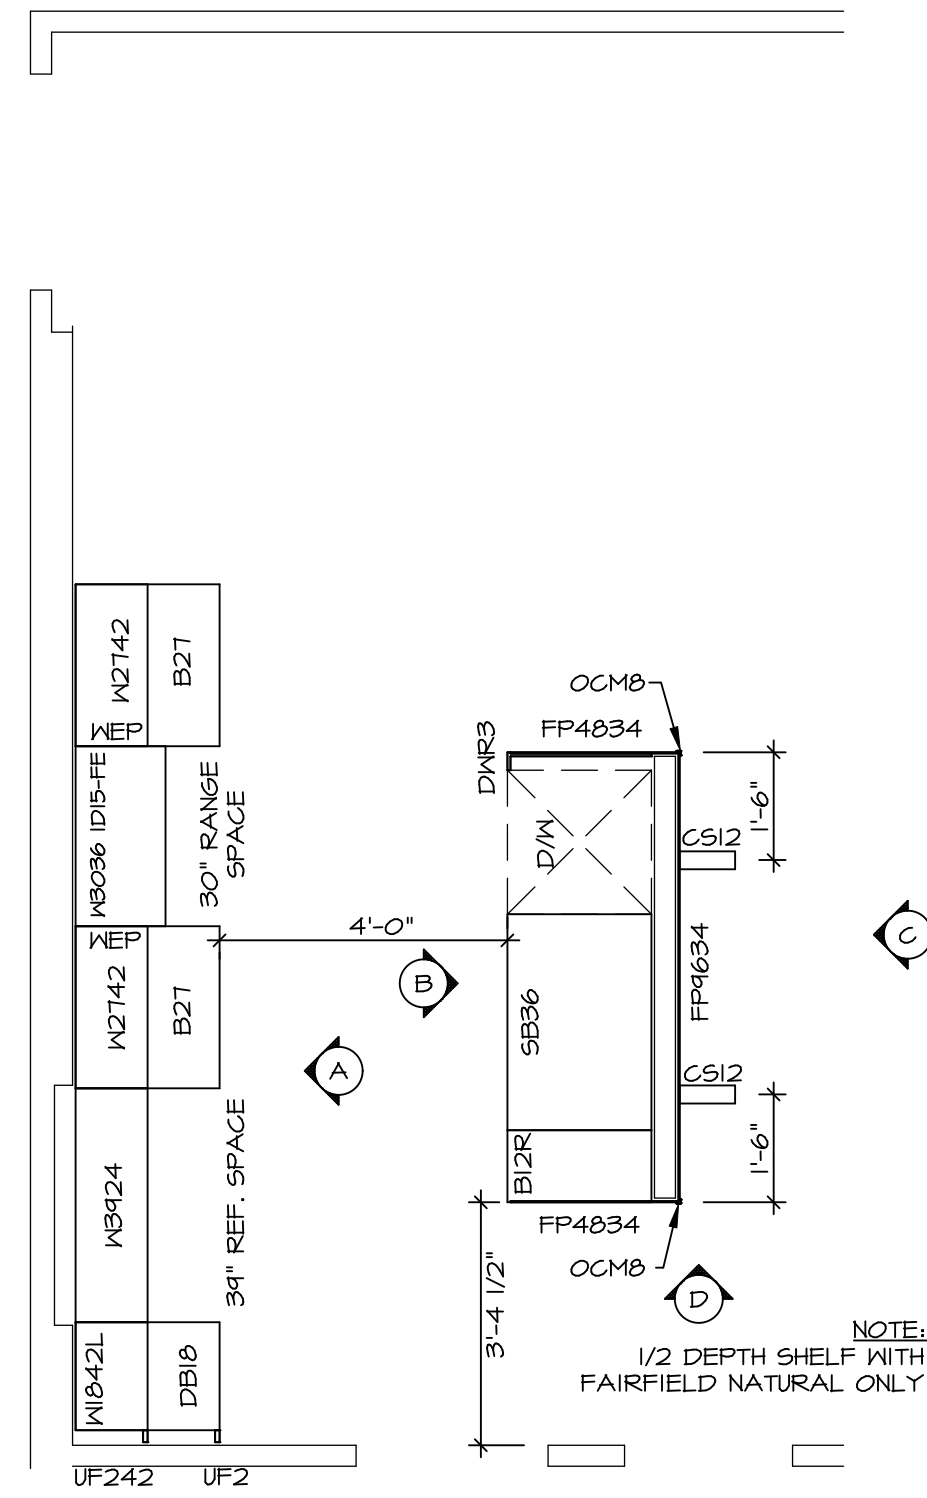 W2742
B27
WEP
W3036 1D15-FE
30" RANGE
SPACE
WEP
W2742
B27
W3924
39" REF. SPACE
W1842L
DB18
UF242
UF2
4'-0"
B
A
OCM8
FP4834
DWR3
D/W
1'-6"
CS12
C
FP9634
SB36
CS12
1'-6"
B12R
FP4834
OCM8
D
3'-4 1/2"
NOTE:
1/2 DEPTH SHELF WITH
FAIRFIELD NATURAL ONLY